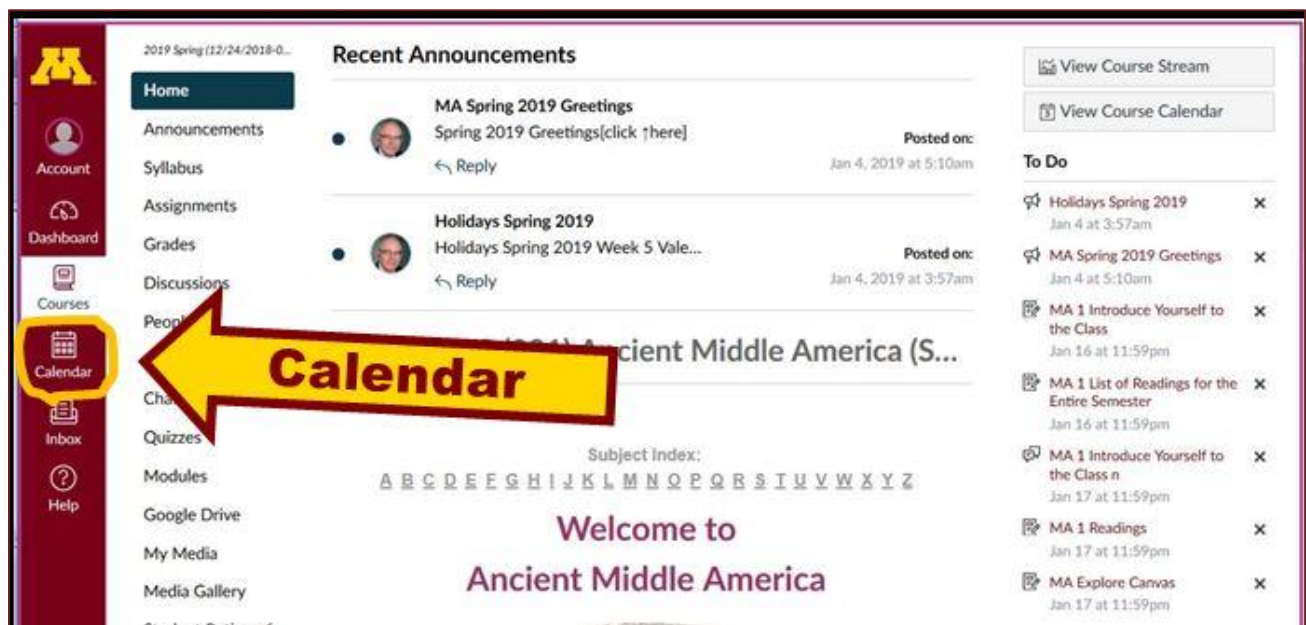 M
Account
Dashboard
Courses
Calendar
Inbox
Help
2019 Spring (12/24/2018-0...
Home
Announcements
Syllabus
Assignments
Grades
Discussions
Quizzes
Modules
Google Drive
My Media
Media Gallery
Calendar
Recent Announcements
MA Spring 2019 Greetings
Spring 2019 Greetings[click ↑here]
Reply
Posted on:
Jan 4, 2019 at 5:10am
Holidays Spring 2019
Holidays Spring 2019 Week 5 Vale...
Reply
Posted on:
Jan 4, 2019 at 3:57am
Middle America (S...
Subject Index:
A B C D E F G H I J K L M N O P Q R S T U V W X Y Z
Welcome to
Ancient Middle America
View Course Stream
View Course Calendar
To Do
Holidays Spring 2019
Jan 4 at 3:57am
MA Spring 2019 Greetings
Jan 4 at 5:10am
MA 1 Introduce Yourself to
the Class
Jan 16 at 11:59pm
MA 1 List of Readings for the
Entire Semester
Jan 16 at 11:59pm
MA 1 Introduce Yourself to
the Class n
Jan 17 at 11:59pm
MA 1 Readings
Jan 17 at 11:59pm
MA Explore Canvas
Jan 17 at 11:59pm